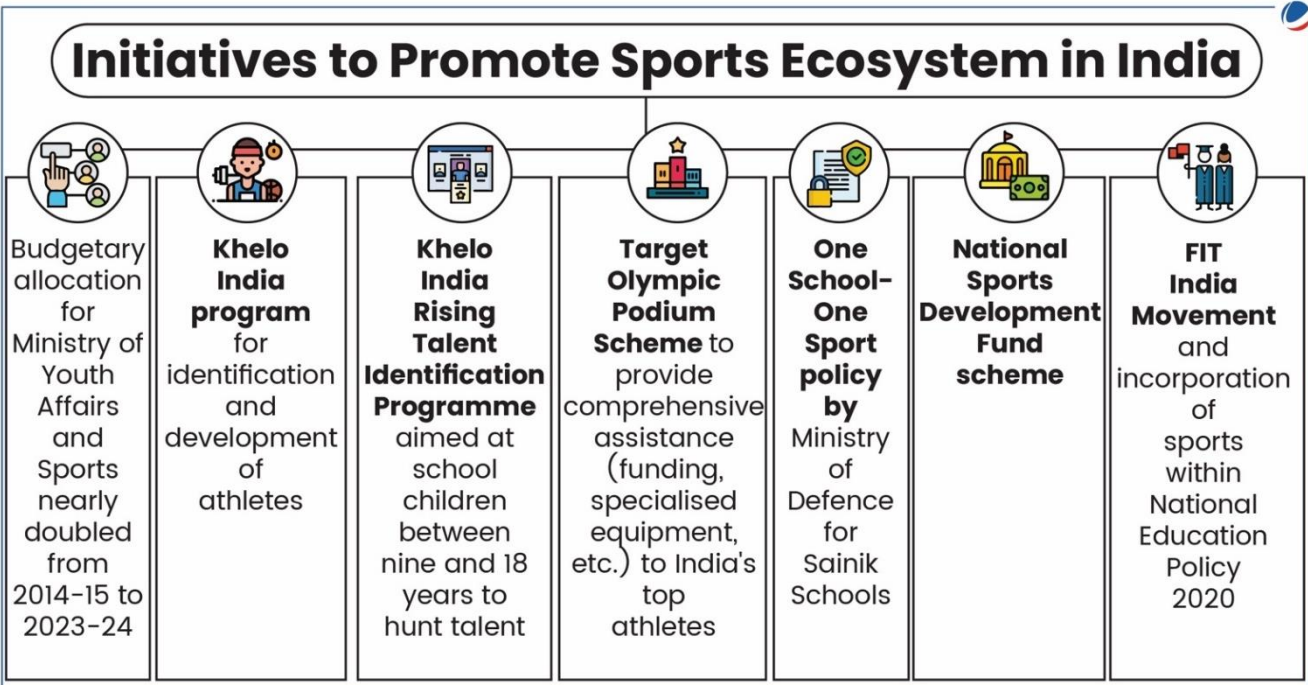 Initiatives to Promote Sports Ecosystem in India
Budgetary
allocation
for
Ministry of
Youth
Affairs
and
Sports
nearly
doubled
from
2014-15 to
2023-24
Khelo
India
program
for
identification
and
development
of
athletes
Khelo
India
Rising
Talent
Identification
Programme
aimed at
school
children
between
nine and 18
years to
hunt talent
Target
Olympic
Podium
Scheme to
provide
comprehensive
assistance
(funding,
specialised
equipment,
etc.) to India's
top
athletes
One
School-
One
Sport
policy
by
Ministry
of
Defence
for
Sainik
Schools
National
Sports
Development
Fund
scheme
FIT
India
Movement
and
incorporation
of
sports
within
National
Education
Policy
2020